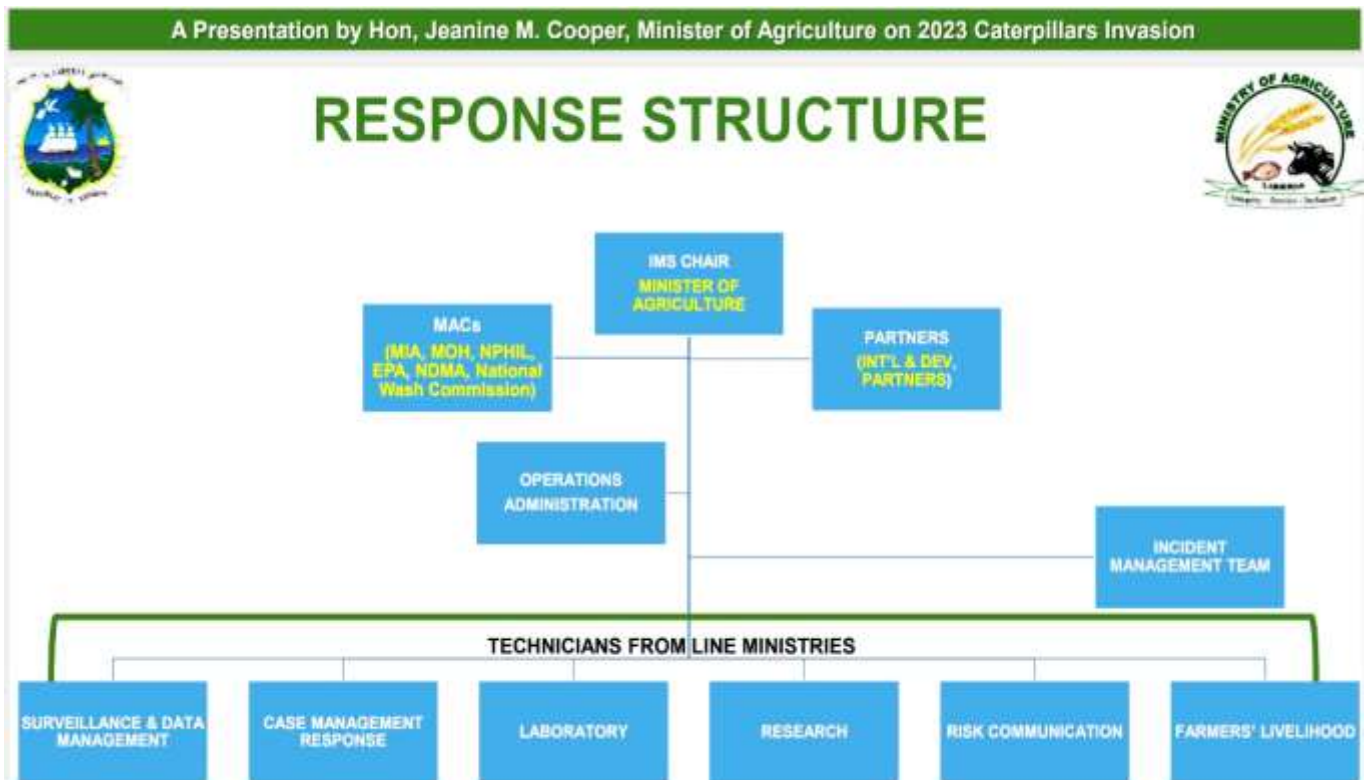 A Presentation by Hon, Jeanine M. Cooper, Minister of Agriculture on 2023 Caterpillars Invasion
RESPONSE STRUCTURE
MINISTRY OF AGRICULTURE
LIBERIA
IMS CHAIR
MINISTER OF
AGRICULTURE
MACs
(MIA, MOH, NPHIL,
EPA, NDMA, National
Wash Commission)
PARTNERS
(INT'L & DEV,
PARTNERS)
OPERATIONS
ADMINISTRATION
INCIDENT
MANAGEMENT TEAM
TECHNICIANS FROM LINE MINISTRIES
SURVEILLANCE & DATA
MANAGEMENT
CASE MANAGEMENT
RESPONSE
LABORATORY
RESEARCH
RISK COMMUNICATION
FARMERS' LIVELIHOOD